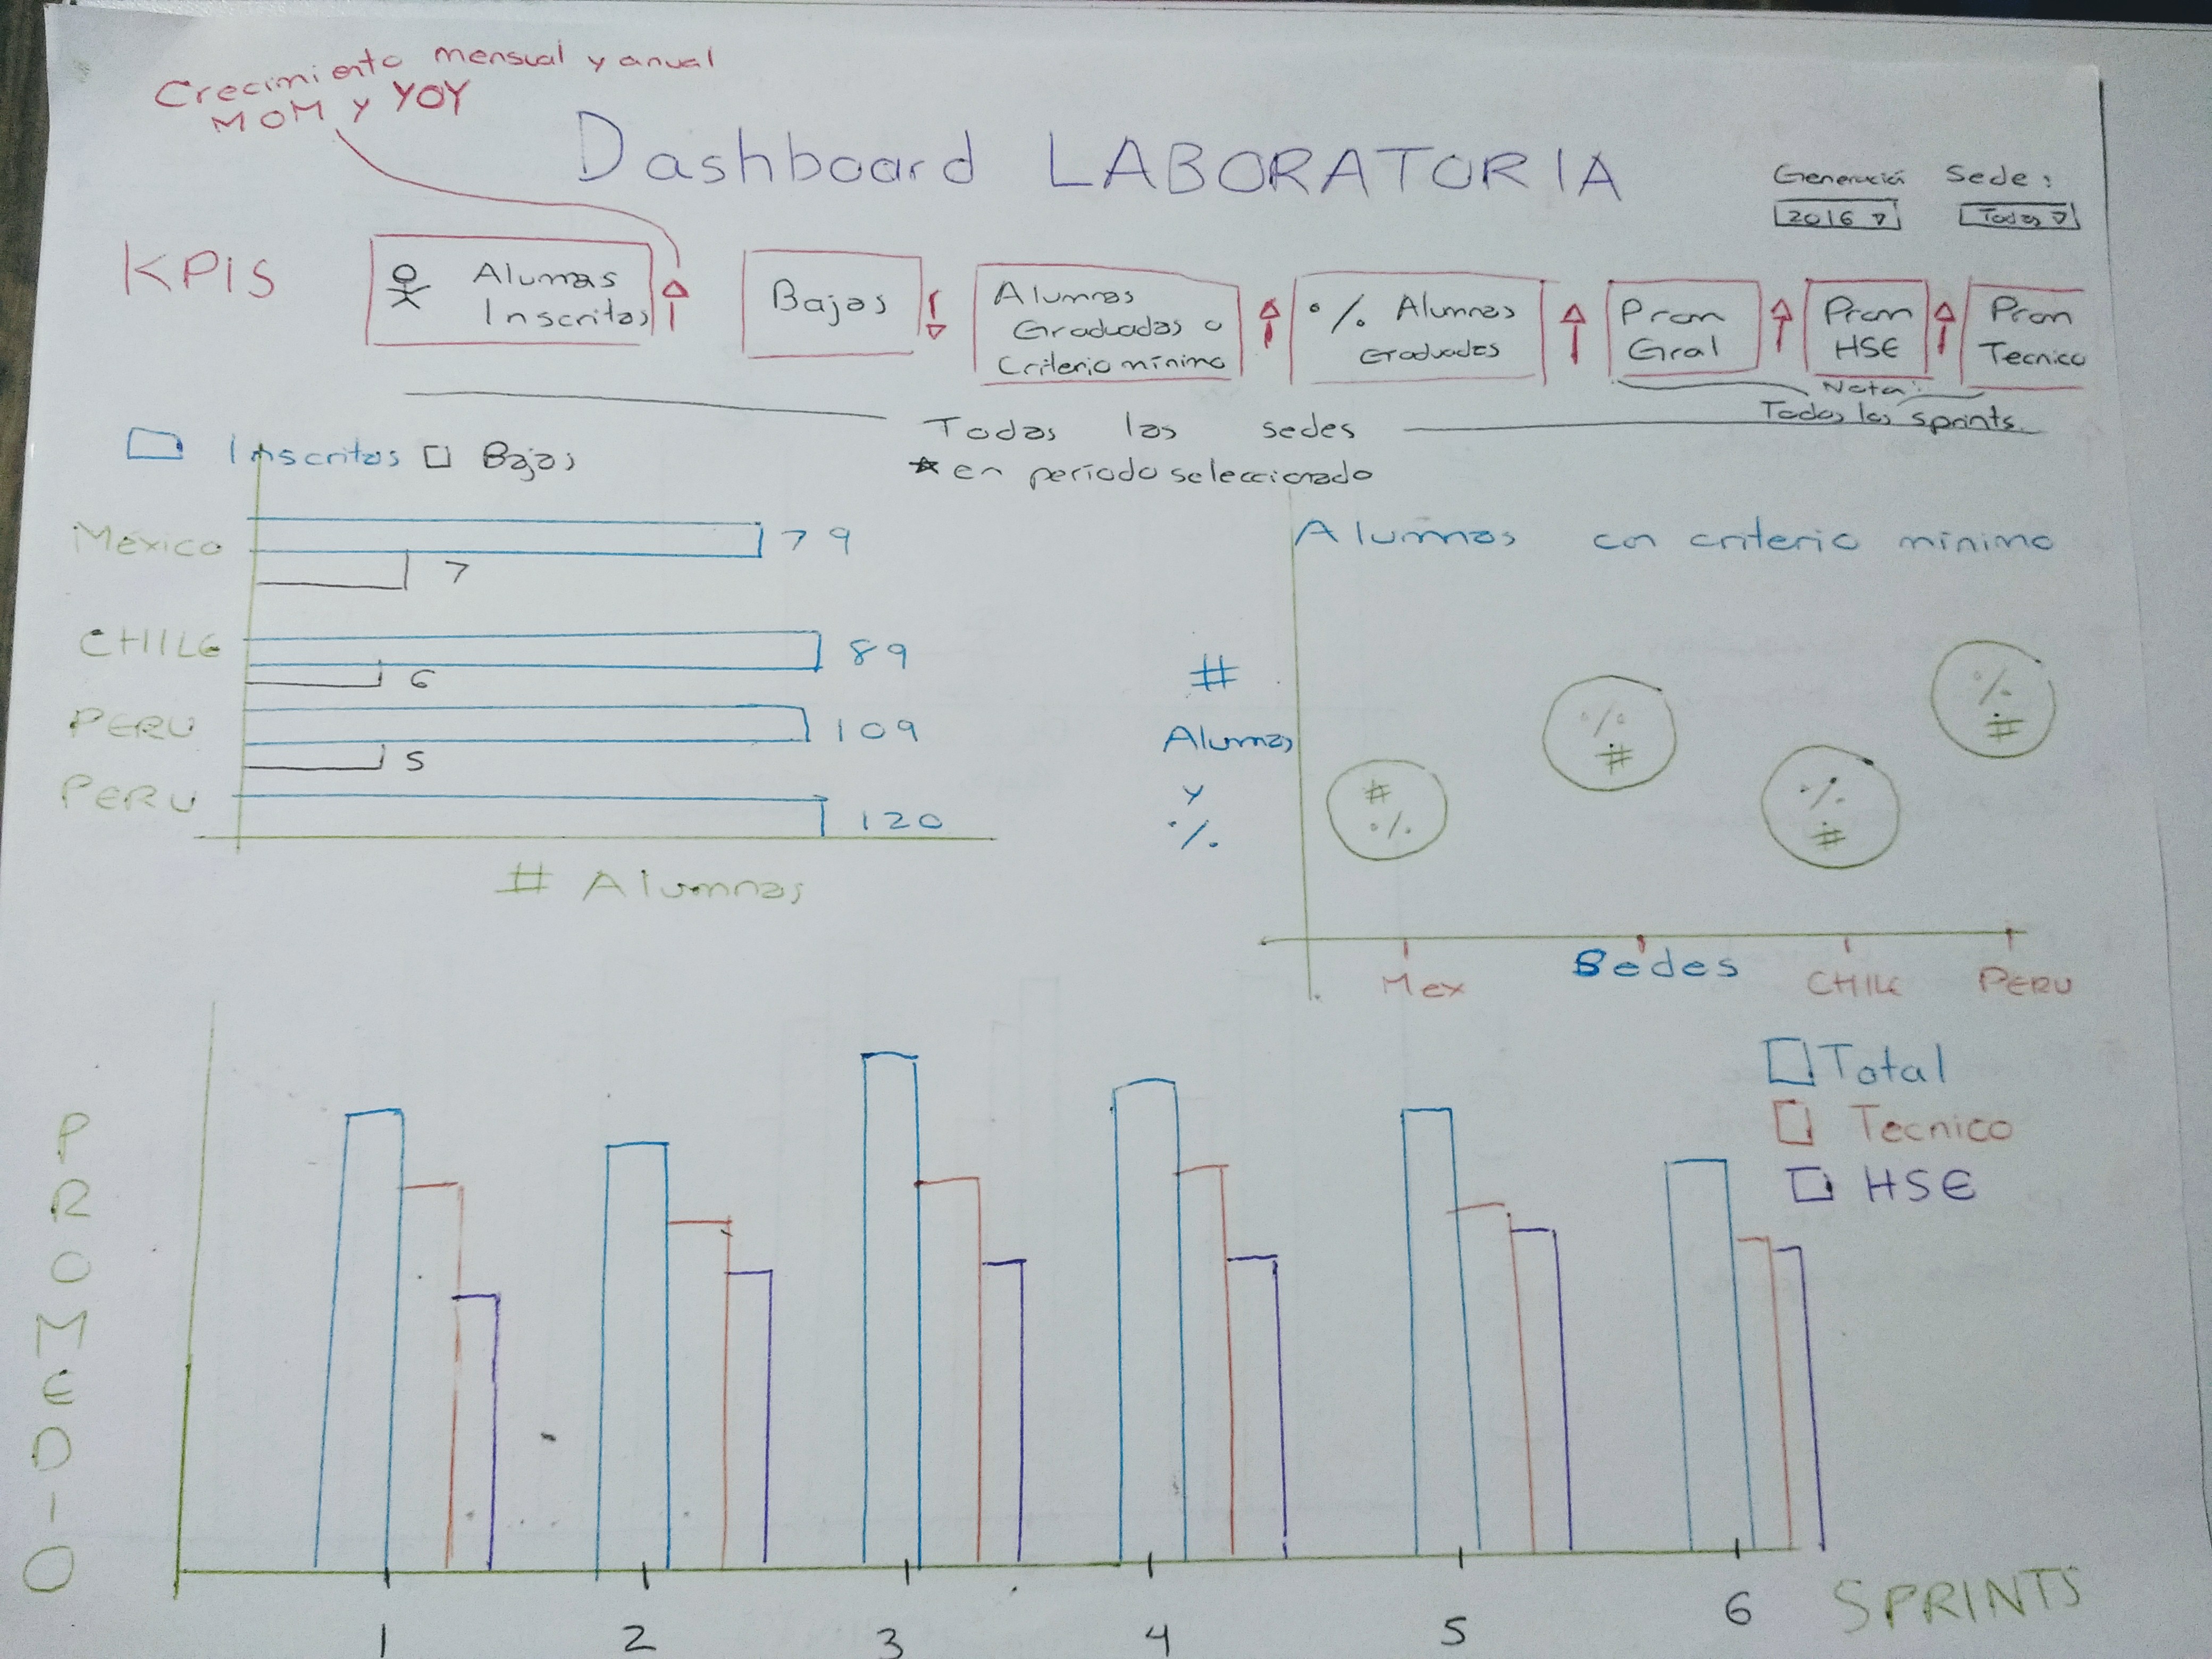 Crecimiento mensual y anual
MOM y YOY
Dashboard LABORATORIA
Generació Sede:
2016 Todas
KPIS
Alumnas
Inscritas
Bajas
Alumnas
Graduadas o
Criterio mínimo
% Alumnas
Graduadas
Prom
Gral
Prom
HSE
Prom
Tecnico
Nota:
Todos los sprints
Todas las sedes
* en período seleccionado
Inscritas Bajas
Mexico 79
7
CHILE 89
6
PERU 109
5
PERU 120
# Alumnas
Alumnas con criterio mínimo
#
Alumnas
y
%
# %
% #
% #
% #
Sedes
Mex CHILE PERU
Total
Tecnico
HSE
PROMEDIO
1 2 3 4 5 6 SPRINTS